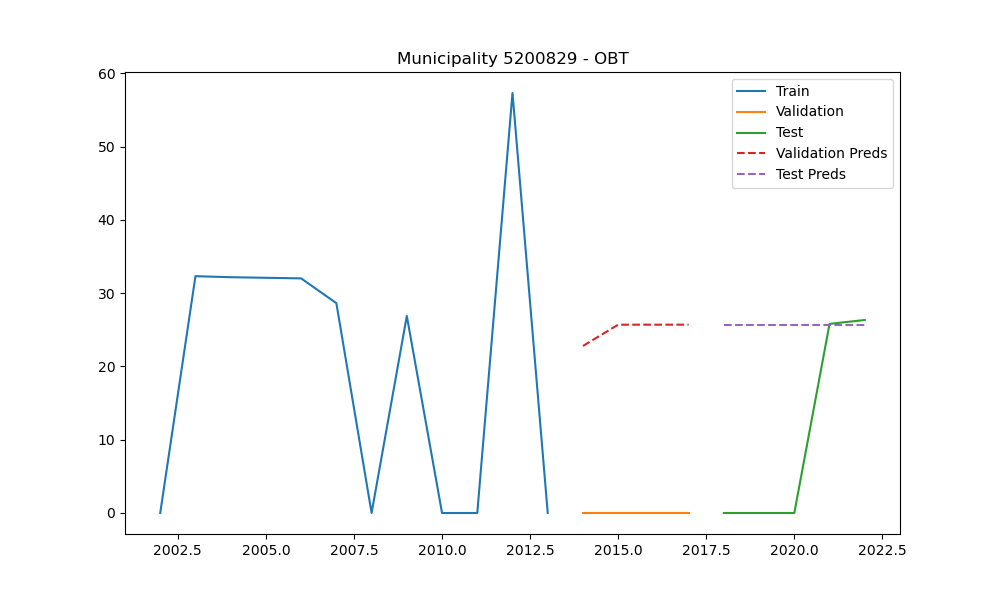 Municipality 5200829 - OBT
60
50
40
30
20
10
0
Train
Validation
Test
Validation Preds
Test Preds
2002.5 2005.0 2007.5 2010.0 2012.5 2015.0 2017.5 2020.0 2022.5